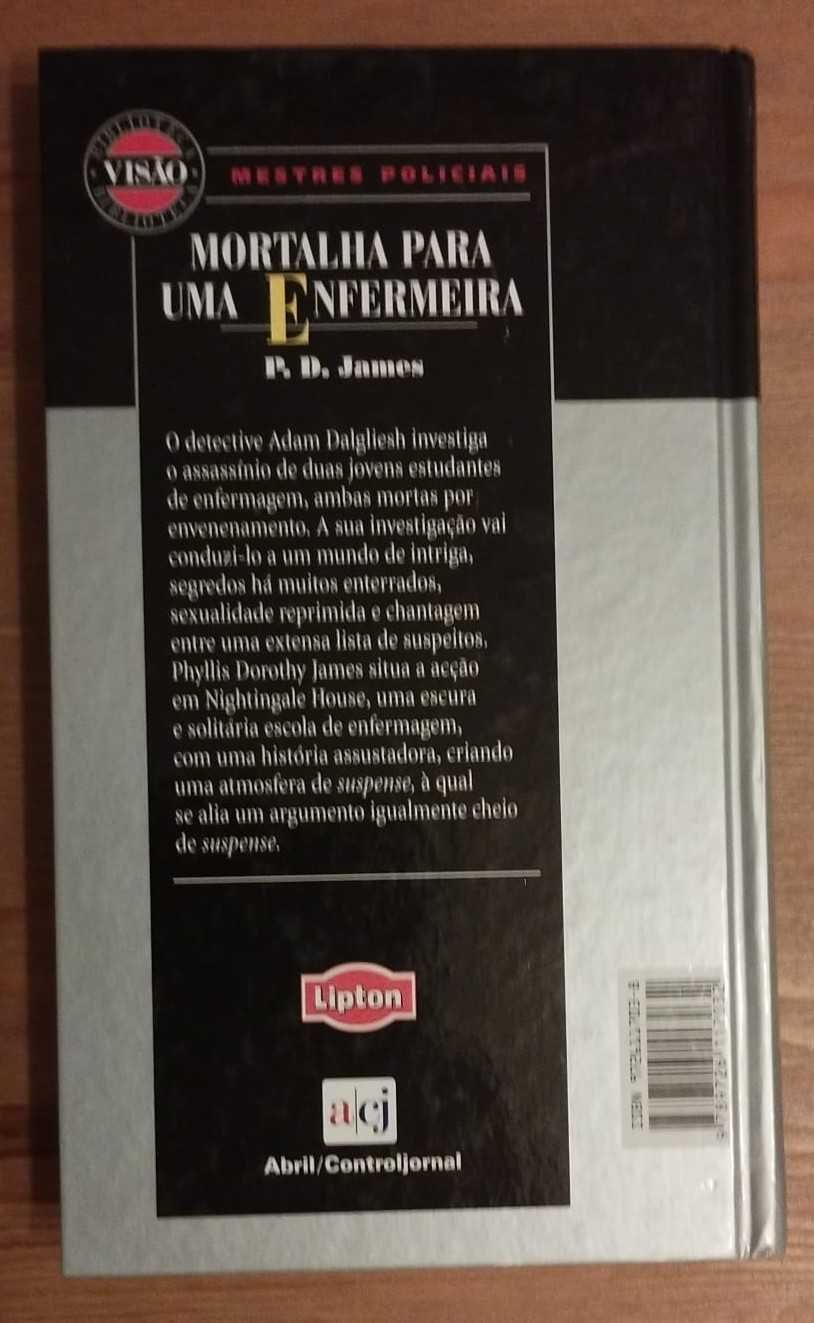 BIBLIOTECA
VISÃO
BIBLIOTECA
MESTRES POLICIAIS
MORTALHA PARA
UMA ENFERMEIRA
P. D. James
O detective Adam Dalgliesh investiga
o assassínio de duas jovens estudantes
de enfermagem, ambas mortas por
envenenamento. A sua investigação vai
conduzi-lo a um mundo de intriga,
segredos há muitos enterrados,
sexualidade reprimida e chantagem
entre uma extensa lista de suspeitos.
Phyllis Dorothy James situa a acção
em Nightingale House, uma escura
e solitária escola de enfermagem,
com uma história assustadora, criando
uma atmosfera de suspense, à qual
se alia um argumento igualmente cheio
de suspense.
Lipton
a|cj
Abril/Controljornal
ISBN